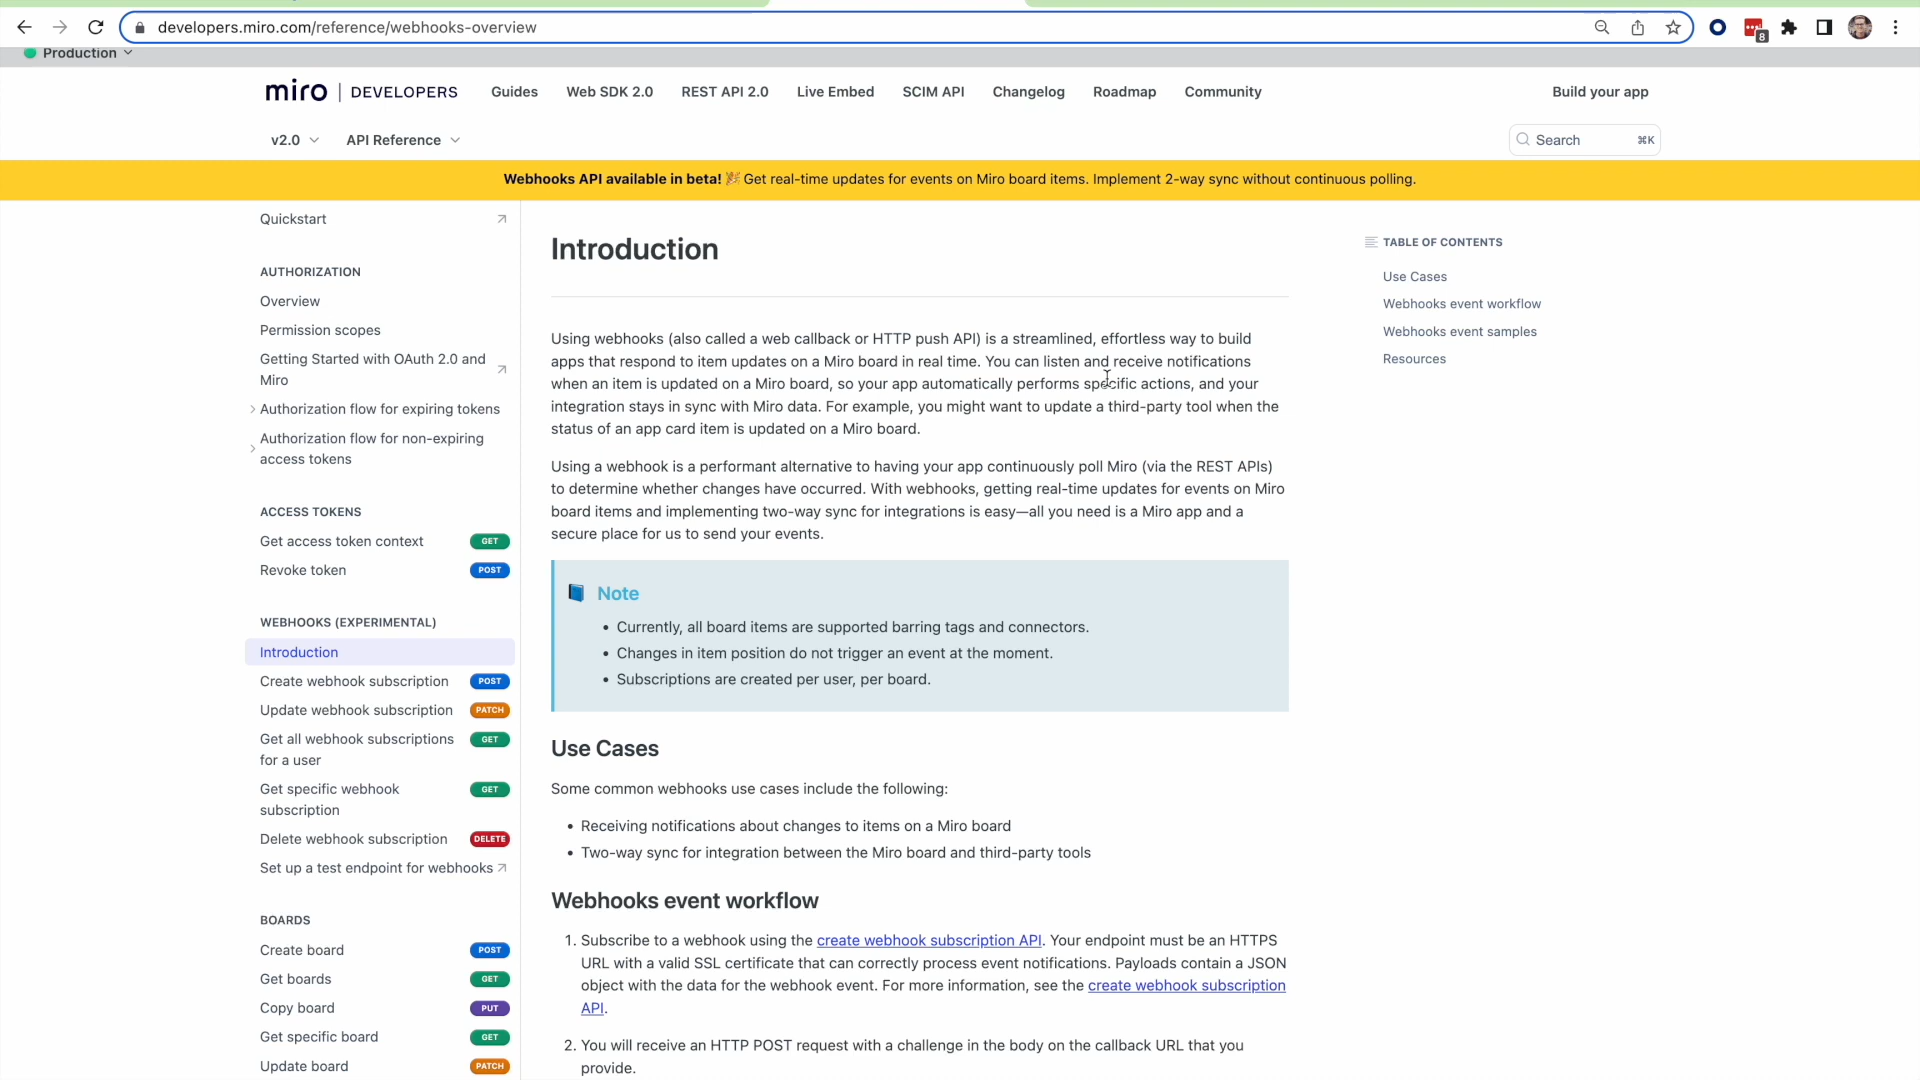 developers.miro.com/reference/webhooks-overview
8
Production
miro | DEVELOPERS
Guides
Web SDK 2.0
REST API 2.0
Live Embed
SCIM API
Changelog
Roadmap
Community
Build your app
v2.0
API Reference
Search
⌘K
Webhooks API available in beta! 🎉 Get real-time updates for events on Miro board items. Implement 2-way sync without continuous polling.
Quickstart
AUTHORIZATION
Overview
Permission scopes
Getting Started with OAuth 2.0 and
Miro
Authorization flow for expiring tokens
Authorization flow for non-expiring
access tokens
ACCESS TOKENS
Get access token context GET
Revoke token POST
WEBHOOKS (EXPERIMENTAL)
Introduction
Create webhook subscription POST
Update webhook subscription PATCH
Get all webhook subscriptions GET
for a user
Get specific webhook GET
subscription
Delete webhook subscription DELETE
Set up a test endpoint for webhooks
BOARDS
Create board POST
Get boards GET
Copy board PUT
Get specific board GET
Update board PATCH
Introduction
Using webhooks (also called a web callback or HTTP push API) is a streamlined, effortless way to build
apps that respond to item updates on a Miro board in real time. You can listen and receive notifications
when an item is updated on a Miro board, so your app automatically performs specific actions, and your
integration stays in sync with Miro data. For example, you might want to update a third-party tool when the
status of an app card item is updated on a Miro board.
Using a webhook is a performant alternative to having your app continuously poll Miro (via the REST APIs)
to determine whether changes have occurred. With webhooks, getting real-time updates for events on Miro
board items and implementing two-way sync for integrations is easy—all you need is a Miro app and a
secure place for us to send your events.
Note
• Currently, all board items are supported barring tags and connectors.
• Changes in item position do not trigger an event at the moment.
• Subscriptions are created per user, per board.
Use Cases
Some common webhooks use cases include the following:
• Receiving notifications about changes to items on a Miro board
• Two-way sync for integration between the Miro board and third-party tools
Webhooks event workflow
1. Subscribe to a webhook using the create webhook subscription API. Your endpoint must be an HTTPS
URL with a valid SSL certificate that can correctly process event notifications. Payloads contain a JSON
object with the data for the webhook event. For more information, see the create webhook subscription
API.
2. You will receive an HTTP POST request with a challenge in the body on the callback URL that you
provide.
TABLE OF CONTENTS
Use Cases
Webhooks event workflow
Webhooks event samples
Resources